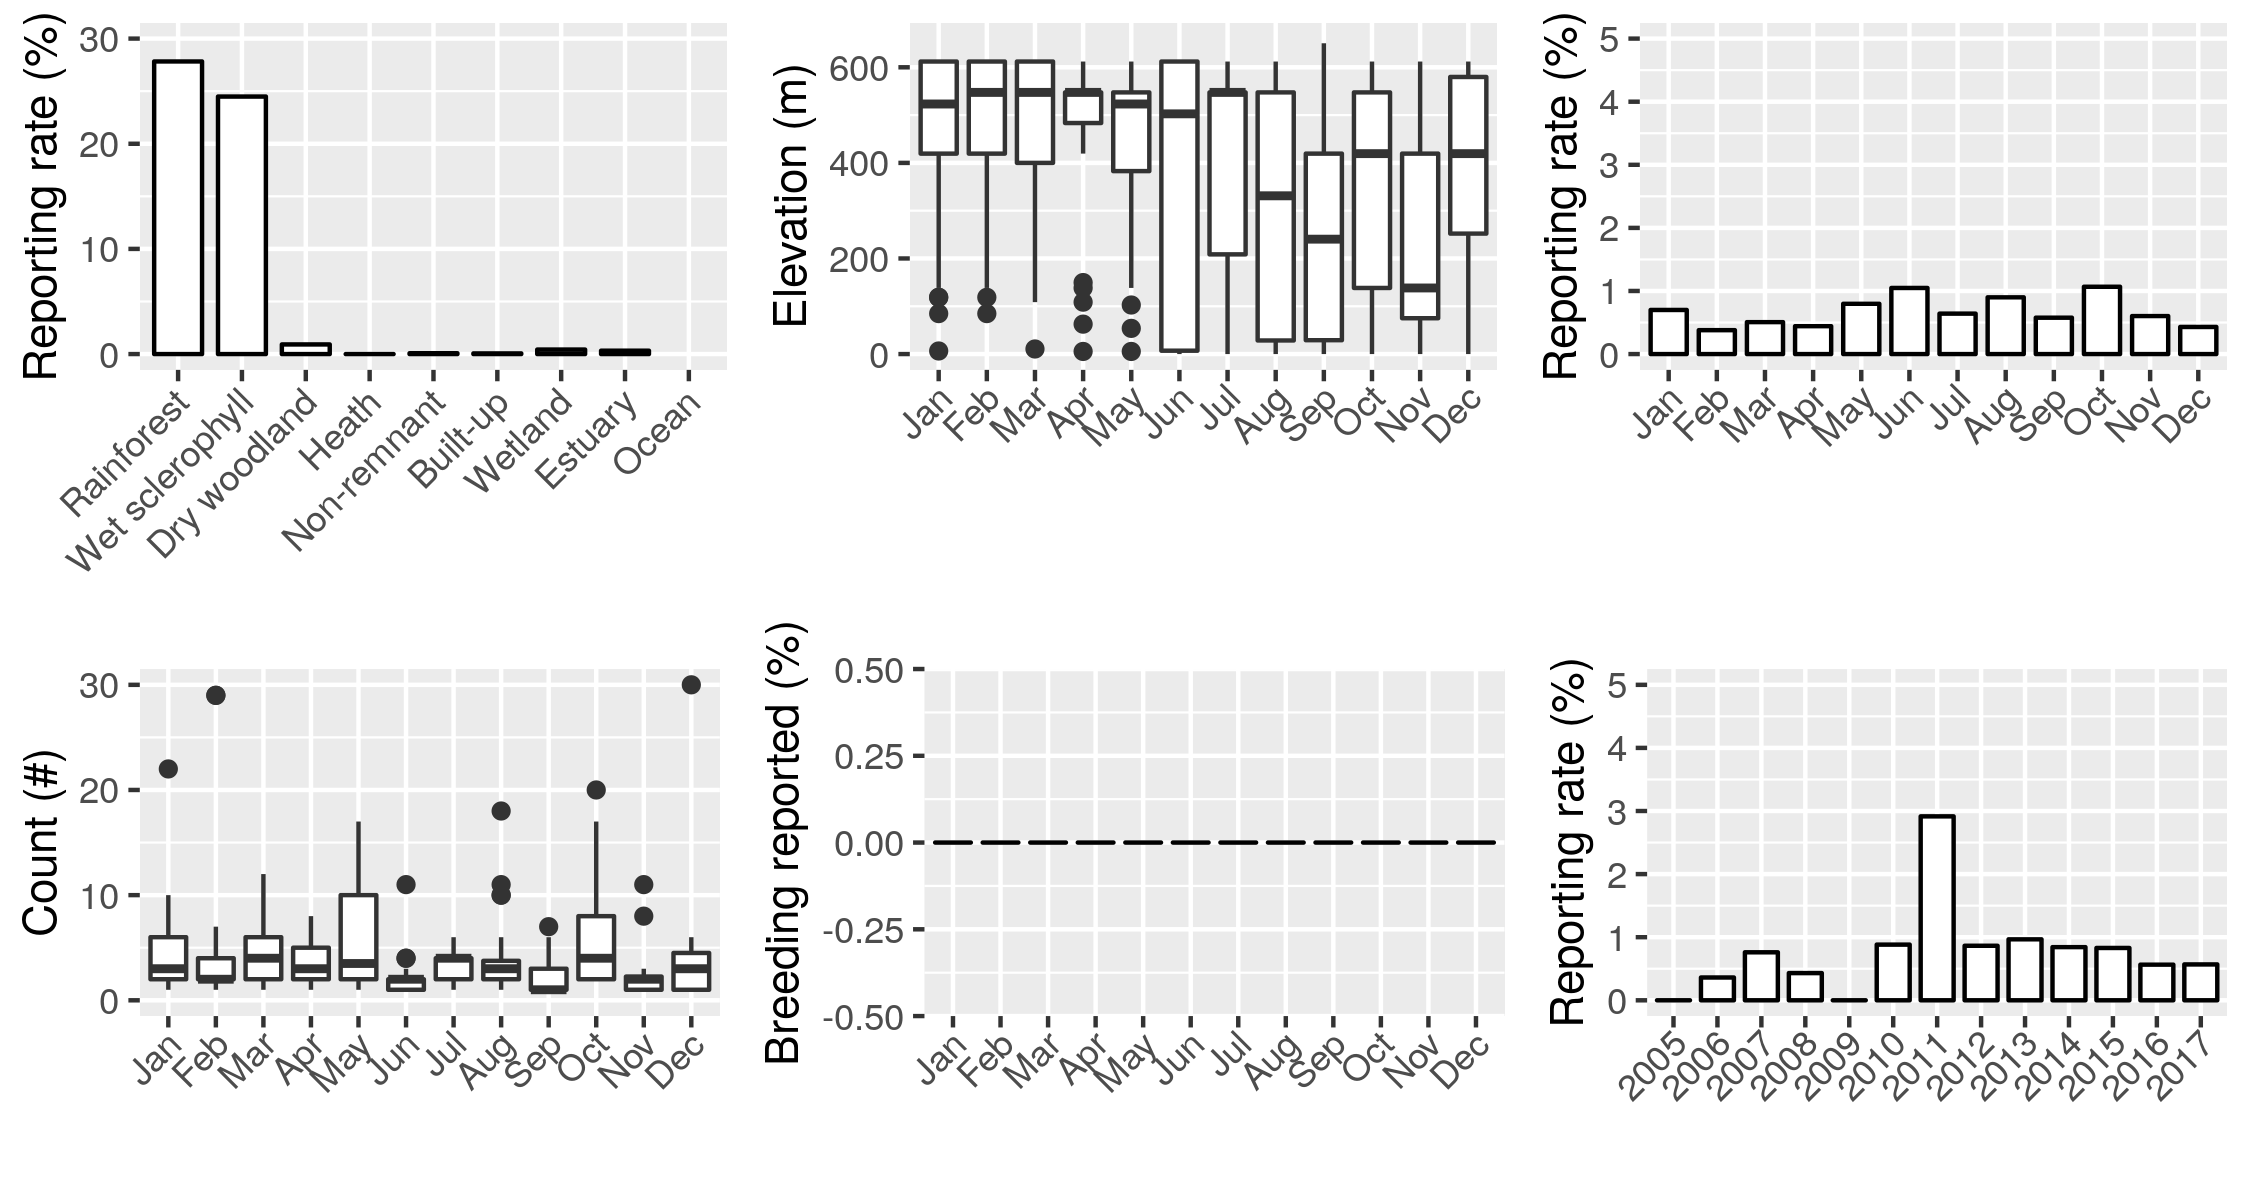 Reporting rate (%)
30
20
10
0
Rainforest
Wet sclerophyll
Dry woodland
Heath
Non-remnant
Built-up
Wetland
Estuary
Ocean
Elevation (m)
600
400
200
0
Jan
Feb
Mar
Apr
May
Jun
Jul
Aug
Sep
Oct
Nov
Dec
Reporting rate (%)
5
4
3
2
1
0
Jan
Feb
Mar
Apr
May
Jun
Jul
Aug
Sep
Oct
Nov
Dec
Count (#)
30
20
10
0
Jan
Feb
Mar
Apr
May
Jun
Jul
Aug
Sep
Oct
Nov
Dec
Breeding reported (%)
0.50
0.25
0.00
-0.25
-0.50
Jan
Feb
Mar
Apr
May
Jun
Jul
Aug
Sep
Oct
Nov
Dec
Reporting rate (%)
5
4
3
2
1
0
2005
2006
2007
2008
2009
2010
2011
2012
2013
2014
2015
2016
2017